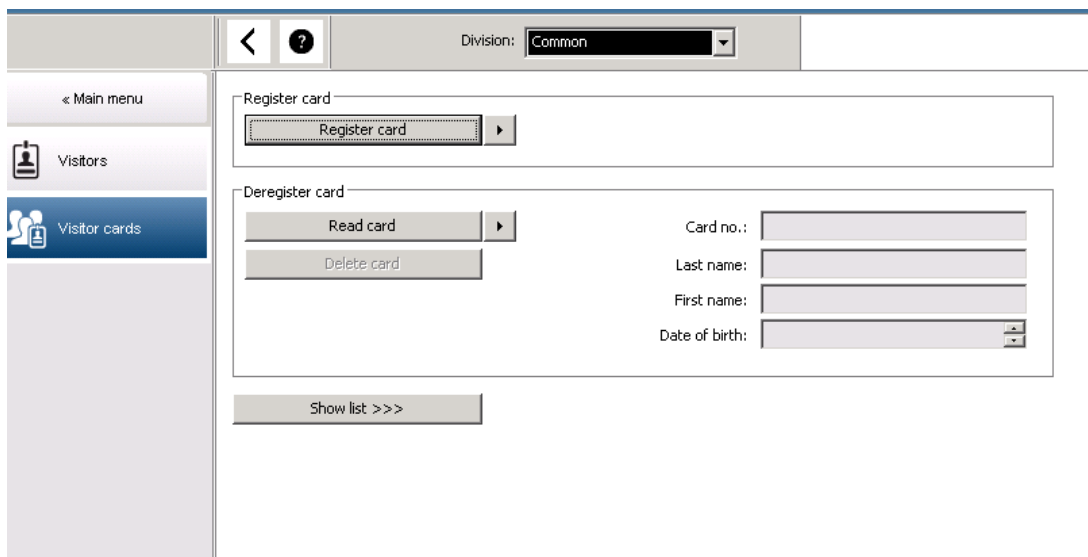 Division: Common
« Main menu
Visitors
Visitor cards
Register card
Register card
Deregister card
Read card
Delete card
Card no.:
Last name:
First name:
Date of birth:
Show list >>>